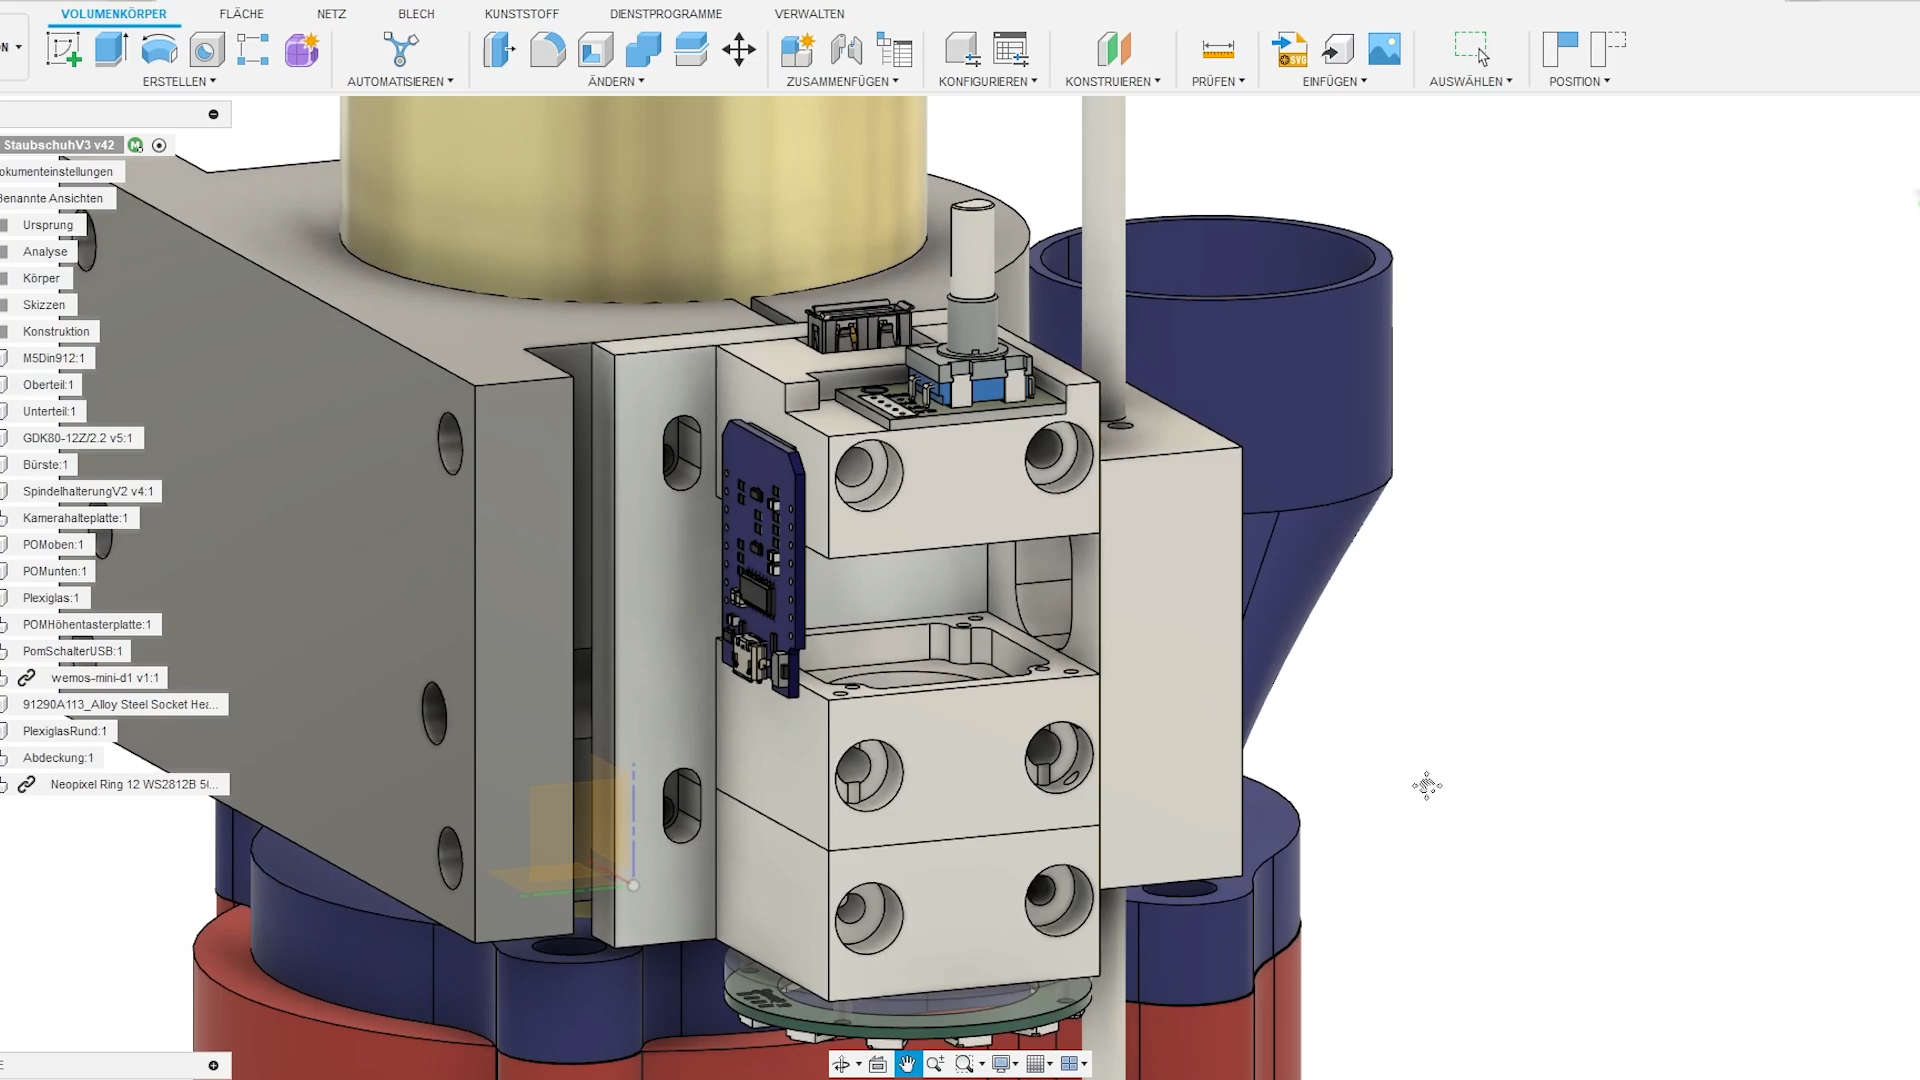 VOLUMENKÖRPER FLÄCHE NETZ BLECH KUNSTSTOFF DIENSTPROGRAMME VERWALTEN
N
SVG
ERSTELLEN AUTOMATISIEREN ÄNDERN ZUSAMMENFÜGEN KONFIGURIEREN KONSTRUIEREN PRÜFEN EINFÜGEN AUSWÄHLEN POSITION
StaubschuhV3 v42 M
okumenteinstellungen
Benannte Ansichten
Ursprung
Analyse
Körper
Skizzen
Konstruktion
M5Din912:1
Oberteil:1
Unterteil:1
GDK80-12Z/2.2 v5:1
Bürste:1
SpindelhalterungV2 v4:1
Kamerahalteplatte:1
POMoben:1
POMunten:1
Plexiglas:1
POMHöhentasterplatte:1
PomSchalterUSB:1
wemos-mini-d1 v1:1
91290A113_Alloy Steel Socket Hea...
PlexiglasRund:1
Abdeckung:1
Neopixel Ring 12 WS2812B 5(...
E